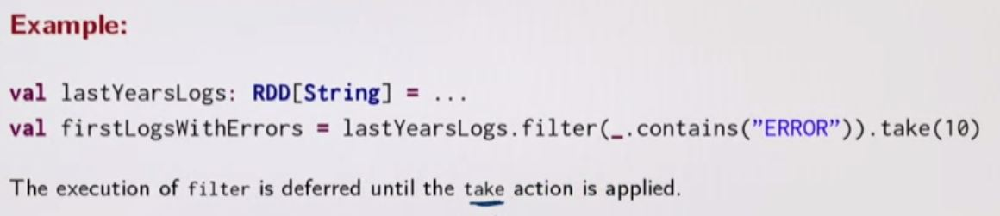 Example:
val lastYearsLogs: RDD[String] = ...
val firstLogsWithErrors = lastYearsLogs.filter(_.contains(”ERROR”)).take(10)
The execution of filter is deferred until the take action is applied.